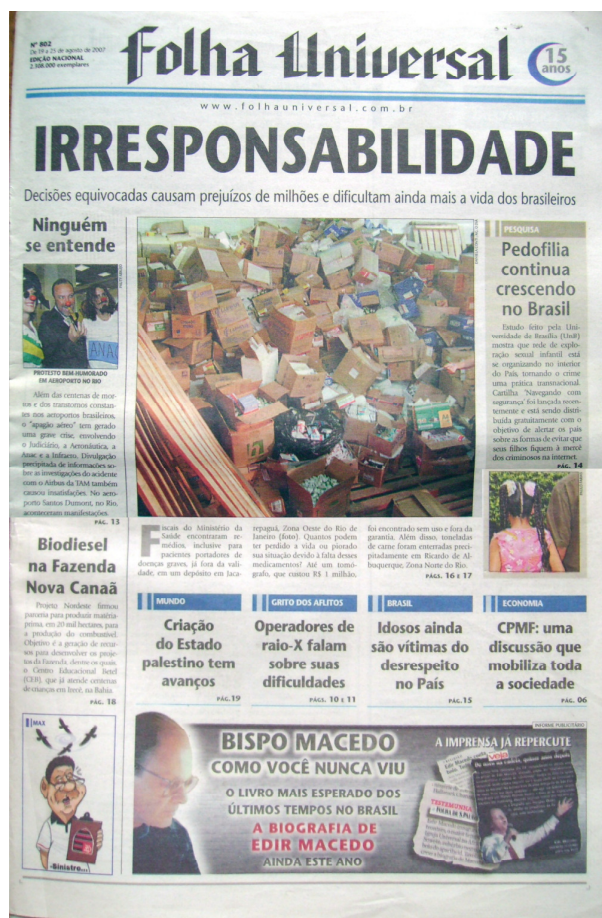 Nº 802
De 19 a 25 de agosto de 2007
EDIÇÃO NACIONAL
2.308.000 exemplares
Folha Universal
15
anos
www.folhauniversal.com.br
IRRESPONSABILIDADE
Decisões equivocadas causam prejuízos de milhões e dificultam ainda mais a vida dos brasileiros
Ninguém
se entende
PROTESTO BEM-HUMORADO
EM AEROPORTO NO RIO
Além das centenas de mor-
tos e dos transtornos constan-
tes nos aeroportos brasileiros,
o "apagão aéreo" tem gerado
uma grave crise, envolvendo
o Judiciário, a Aeronáutica, a
Anac e a Infraero. Divulgação
precipitada de informações so-
bre as investigações do acidente
com o Airbus da TAM também
causou insatisfações. No aero-
porto Santos Dumont, no Rio,
aconteceram manifestações.
PÁG. 13
Biodiesel
na Fazenda
Nova Canaã
Projeto Nordeste firmou
parceria para produzir matéria-
prima, em 20 mil hectares, para
a produção do combustível.
Objetivo é a geração de recur-
sos para desenvolver os proje-
tos da Fazenda, dentre os quais,
o Centro Educacional Betel
(CEB), que já atende centenas
de crianças em Irecê, na Bahia.
PÁG. 18
MAX
-Sinistro...
Fiscais do Ministério da
Saúde encontraram re-
médios, inclusive para
pacientes portadores de
doenças graves, já fora da vali-
dade, em um depósito em Jaca-
repaguá, Zona Oeste do Rio de
Janeiro (foto). Quantos podem
ter perdido a vida ou piorado
sua situação devido à falta desses
medicamentos? Até um tomó-
grafo, que custou R$ 1 milhão,
foi encontrado sem uso e fora da
garantia. Além disso, toneladas
de carne foram enterradas preci-
pitadamente em Ricardo de Al-
buquerque, Zona Norte do Rio.
PÁGS. 16 e 17
PESQUISA
Pedofilia
continua
crescendo
no Brasil
Estudo feito pela Uni-
versidade de Brasília (UnB)
mostra que rede de explo-
ração sexual infantil está
se organizando no interior
do País, tornando o crime
uma prática transnacional.
Cartilha "Navegando com
segurança" foi lançada recen-
temente e está sendo distri-
buída gratuitamente com o
objetivo de alertar os pais
sobre as formas de evitar que
seus filhos fiquem à mercê
dos criminosos na internet.
PÁG. 14
MUNDO
Criação
do Estado
palestino tem
avanços
PÁG.19
GRITO DOS AFLITOS
Operadores de
raio-X falam
sobre suas
dificuldades
PÁGS. 10 e 11
BRASIL
Idosos ainda
são vítimas do
desrespeito
no País
PÁG.15
ECONOMIA
CPMF: uma
discussão que
mobiliza toda
a sociedade
PÁG. 06
INFORME PUBLICITÁRIO
BISPO MACEDO
COMO VOCÊ NUNCA VIU
O LIVRO MAIS ESPERADO DOS
ÚLTIMOS TEMPOS NO BRASIL
A BIOGRAFIA DE
EDIR MACEDO
AINDA ESTE ANO
A IMPRENSA JÁ REPERCUTE
veja
TESTEMUNHA